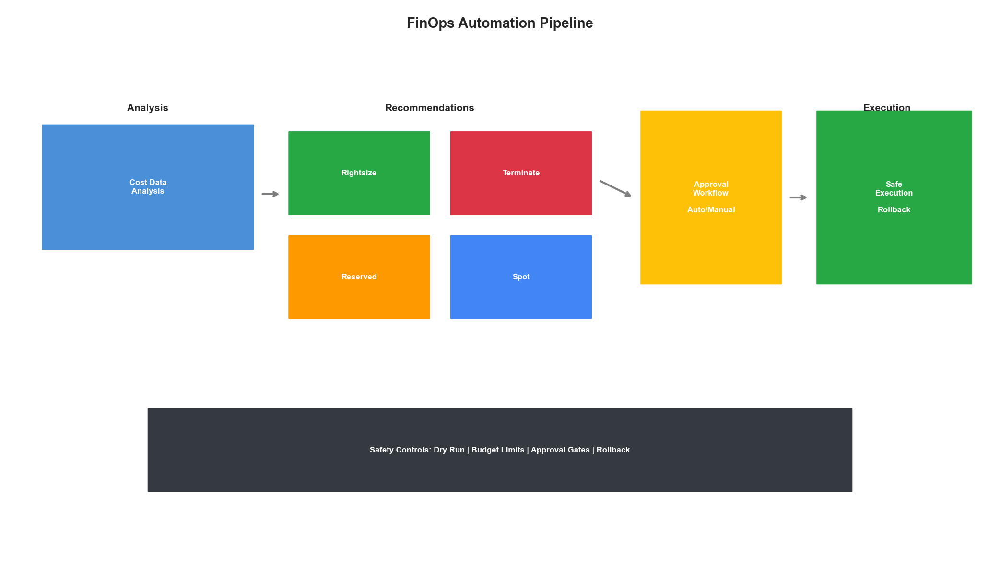 FinOps Automation Pipeline
Analysis
Recommendations
Execution
Cost Data
Analysis
Rightsize
Terminate
Reserved
Spot
Approval
Workflow
Auto/Manual
Safe
Execution
Rollback
Safety Controls: Dry Run | Budget Limits | Approval Gates | Rollback